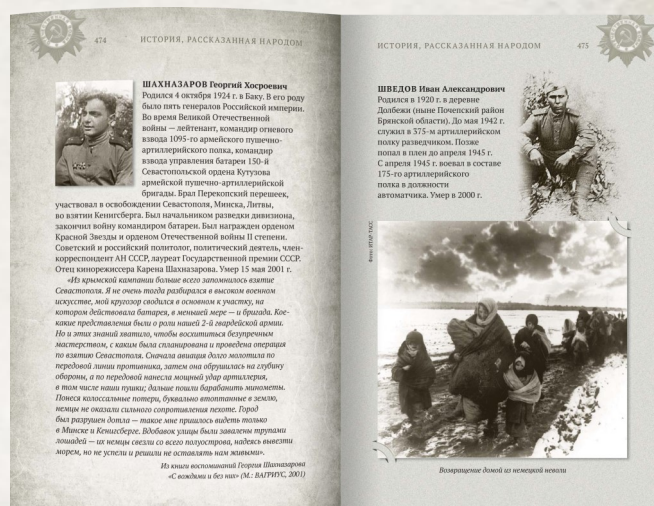 474
ИСТОРИЯ, РАССКАЗАННАЯ НАРОДОМ
ШАХНАЗАРОВ Георгий Хосроевич
Родился 4 октября 1924 г. в Баку. В его роду
было пять генералов Российской империи.
Во время Великой Отечественной
войны — лейтенант, командир огневого
взвода 1095-го армейского пушечно-
артиллерийского полка, командир
взвода управления батареи 150-й
Севастопольской ордена Кутузова
армейской пушечно-артиллерийской
бригады. Брал Перекопский перешеек,
участвовал в освобождении Севастополя, Минска, Литвы,
во взятии Кенигсберга. Был начальником разведки дивизиона,
закончил войну командиром батареи. Был награжден орденом
Красной Звезды и орденом Отечественной войны II степени.
Советский и российский политолог, политический деятель, член-
корреспондент АН СССР, лауреат Государственной премии СССР.
Отец кинорежиссера Карена Шахназарова. Умер 15 мая 2001 г.
«Из крымской кампании больше всего запомнилось взятие
Севастополя. Я не очень тогда разбирался в высоком военном
искусстве, мой кругозор сводился в основном к участку, на
котором действовала батарея, в меньшей мере — и бригада. Кое-
какие представления были о роли нашей 2-й гвардейской армии.
Но и этих знаний хватило, чтобы восхититься безупречным
мастерством, с каким была спланирована и проведена операция
по взятию Севастополя. Сначала авиация долго молотила по
передовой линии противника, затем она обрушилась на глубину
обороны, а по передовой нанесла мощный удар артиллерия,
в том числе наши пушки; дальше пошли барабанить минометы.
Понеся колоссальные потери, буквально втоптанные в землю,
немцы не оказали сильного сопротивления пехоте. Город
был разрушен дотла — такое мне пришлось видеть только
в Минске и Кенигсберге. Вдобавок улицы были завалены трупами
лошадей — их немцы свезли со всего полуострова, надеясь вывезти
морем, но не успели и решили не оставлять нам живыми».
Из книги воспоминаний Георгия Шахназарова
«С вождями и без них» (М.: ВАГРИУС, 2001)
ИСТОРИЯ, РАССКАЗАННАЯ НАРОДОМ
475
ШВЕДОВ Иван Александрович
Родился в 1920 г. в деревне
Долбежи (ныне Почепский район
Брянской области). До мая 1942 г.
служил в 375-м артиллерийском
полку разведчиком. Позже
попал в плен до апреля 1945 г.
С апреля 1945 г. воевал в составе
175-го артиллерийского
полка в должности
автоматчика. Умер в 2000 г.
Фото: ИТАР-ТАСС
Возвращение домой из немецкой неволи